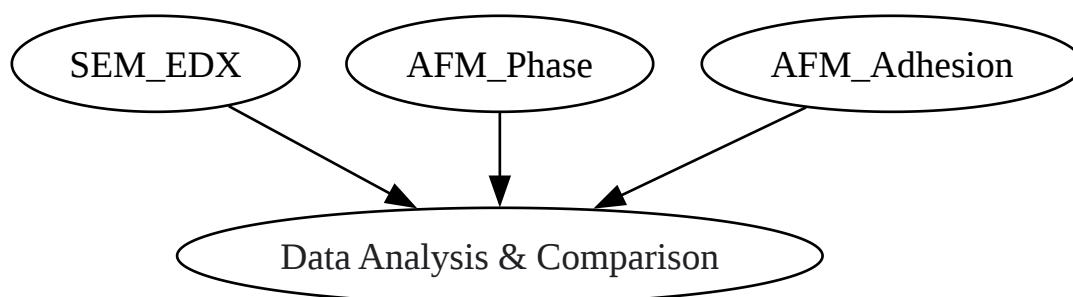 SEM_EDX
AFM_Phase
AFM_Adhesion
Data Analysis & Comparison